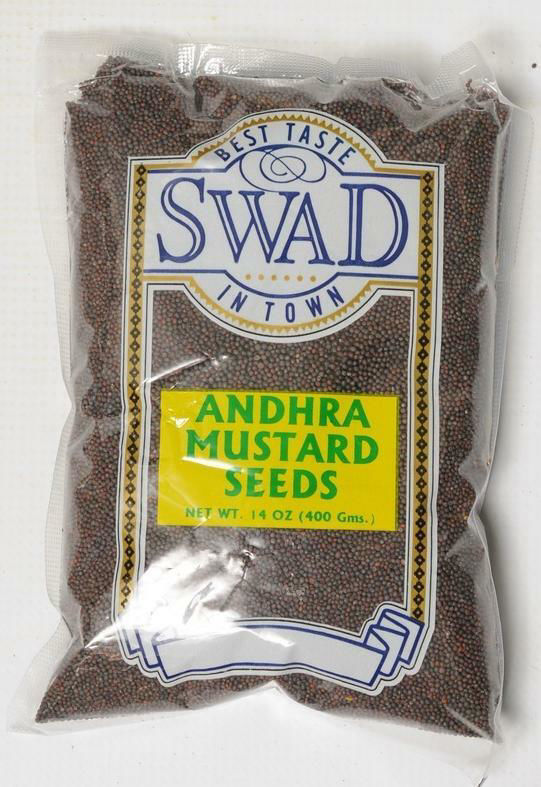 BEST TASTE
SWAD
IN TOWN
ANDHRA
MUSTARD
SEEDS
NET WT. 14 OZ (400 Gms.)